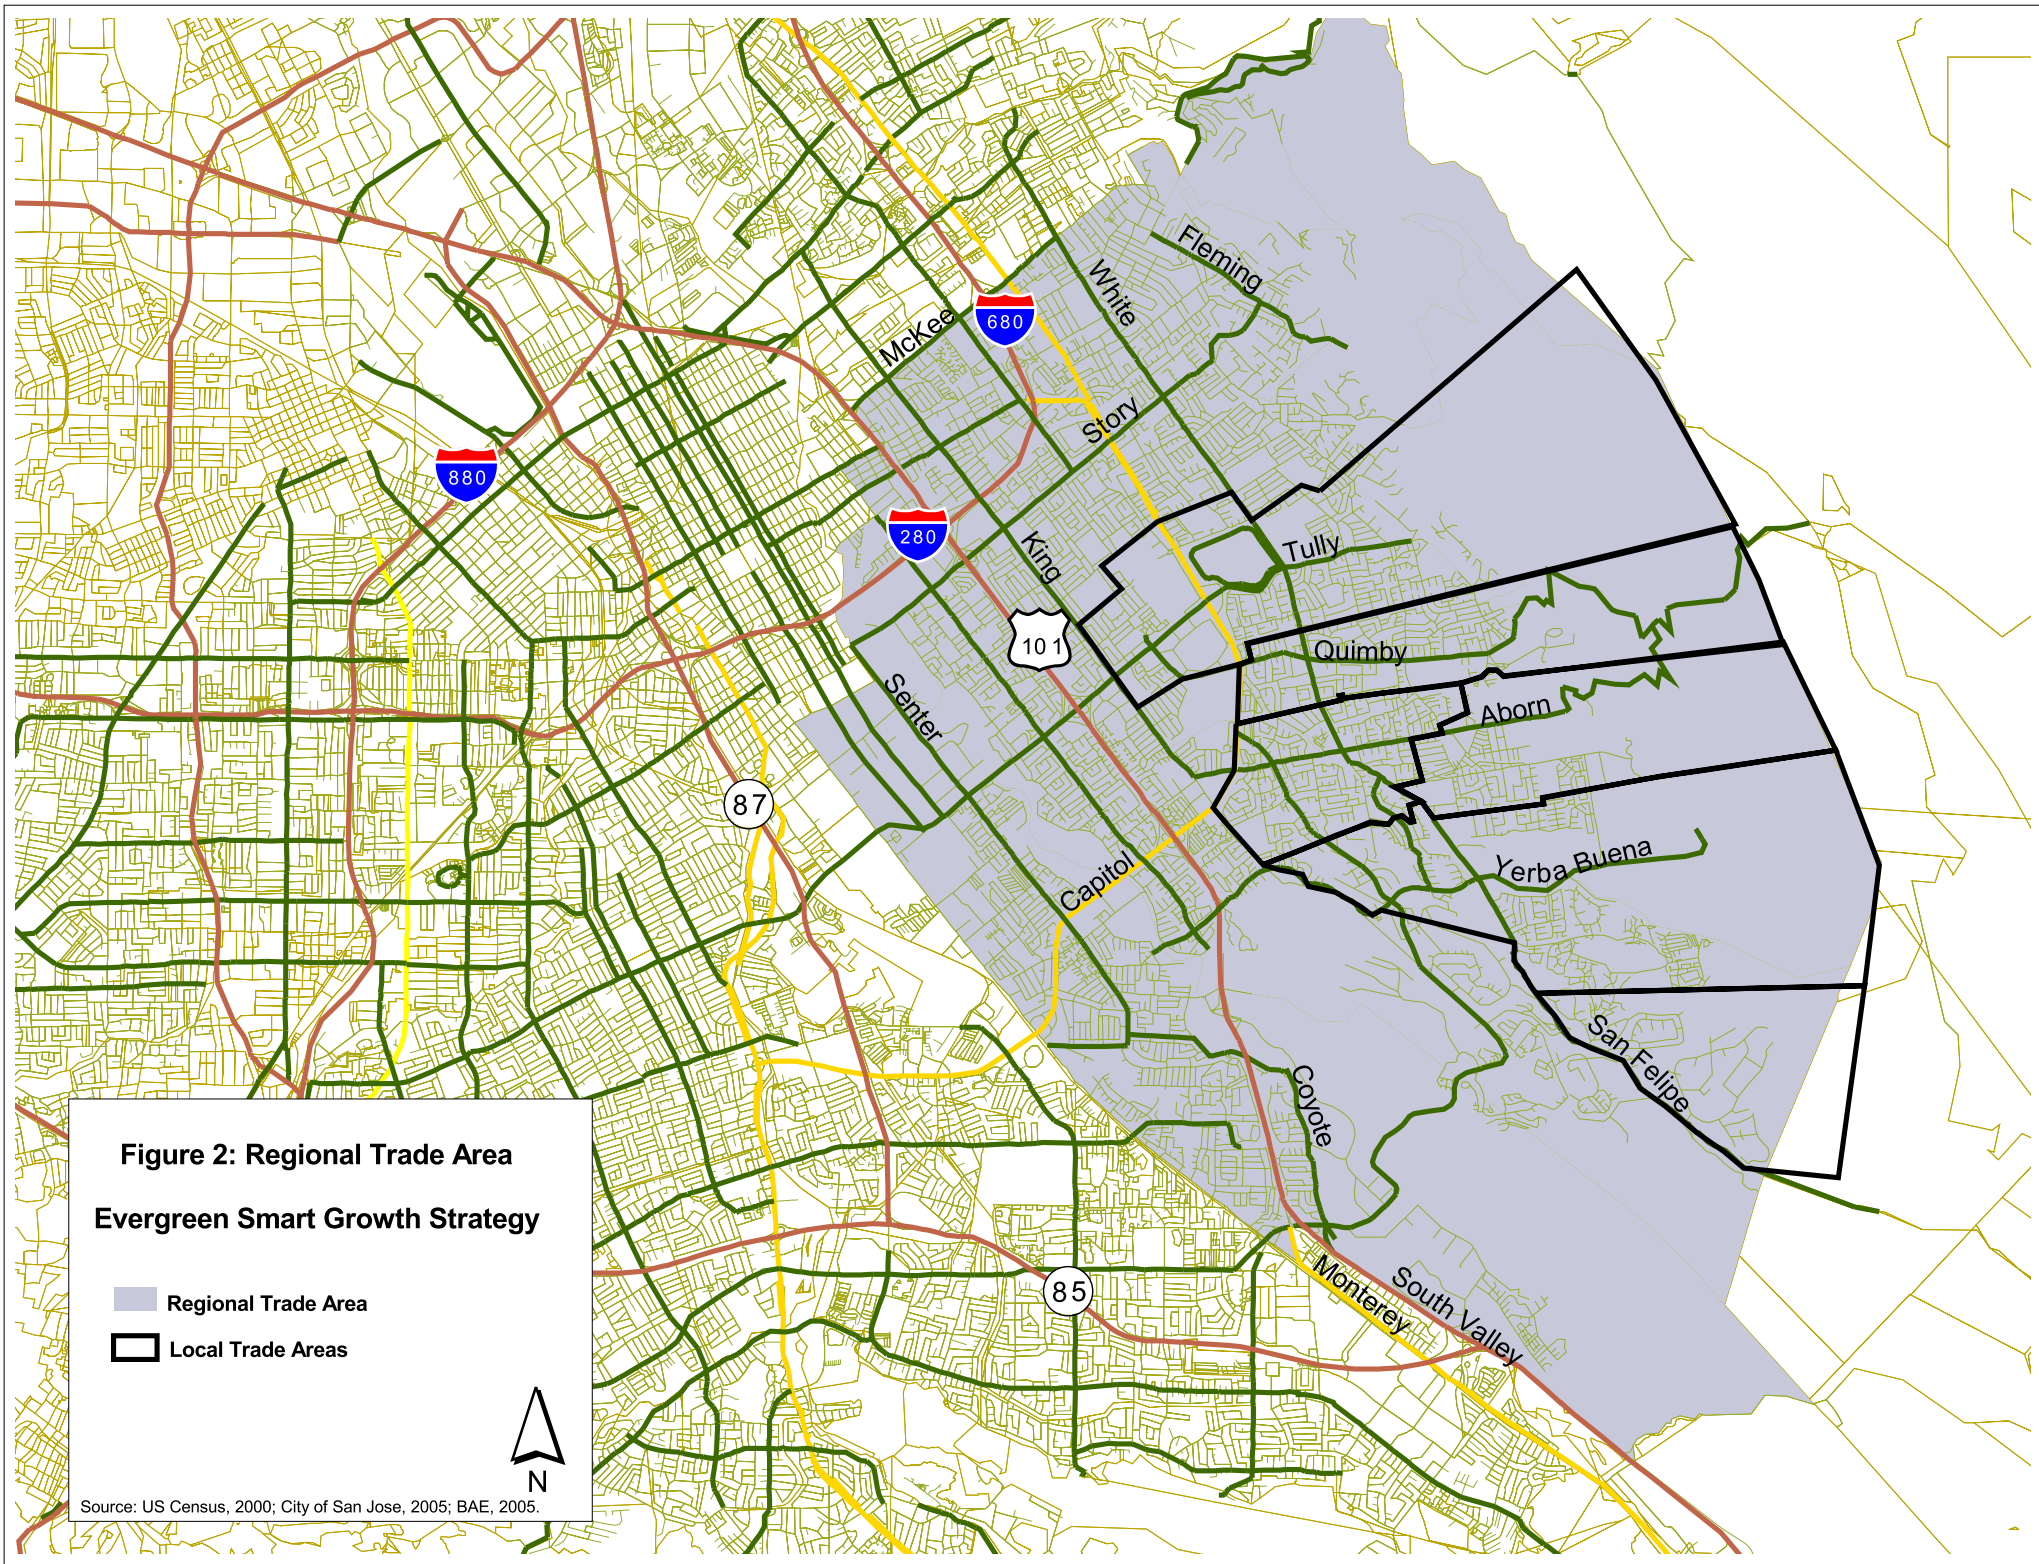 Fleming
White
McKee
680
Story
880
280
King
Tully
101
Quimby
Senter
Aborn
87
Capitol
Yerba Buena
San Felipe
Coyote
Monterey
South Valley
85
Figure 2: Regional Trade Area
Evergreen Smart Growth Strategy
Regional Trade Area
Local Trade Areas
N
Source: US Census, 2000; City of San Jose, 2005; BAE, 2005.